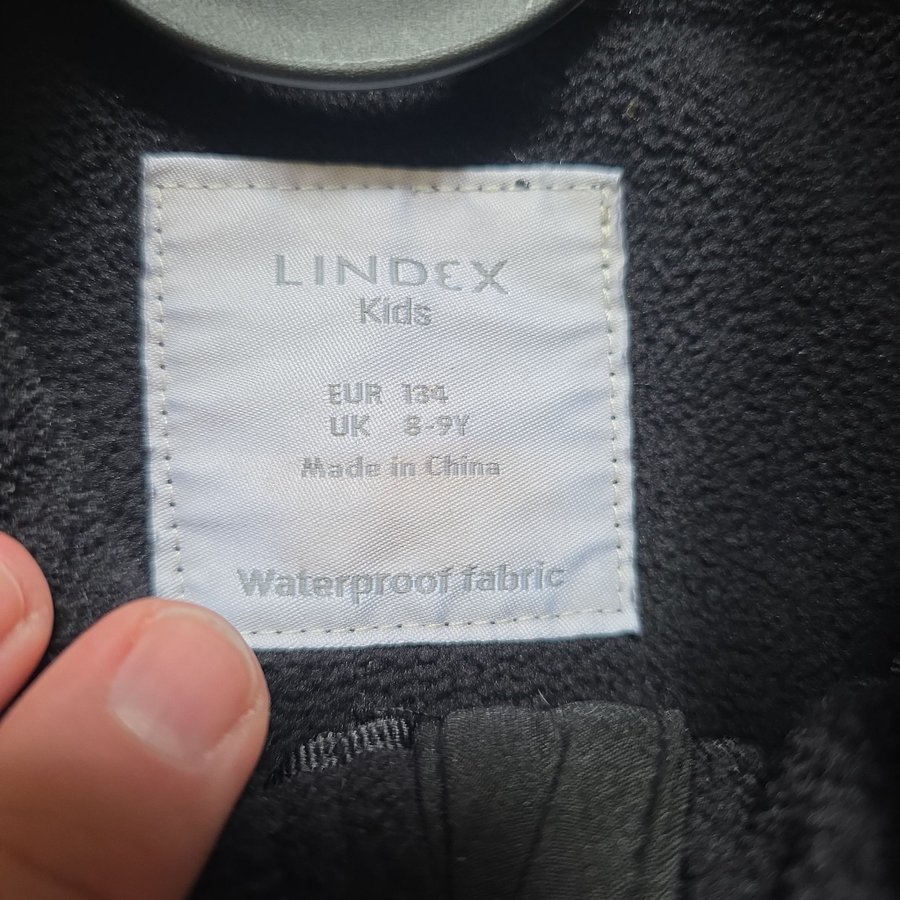 LINDEX
Kids
EUR 134
UK 8-9Y
Made in China
Waterproof fabric